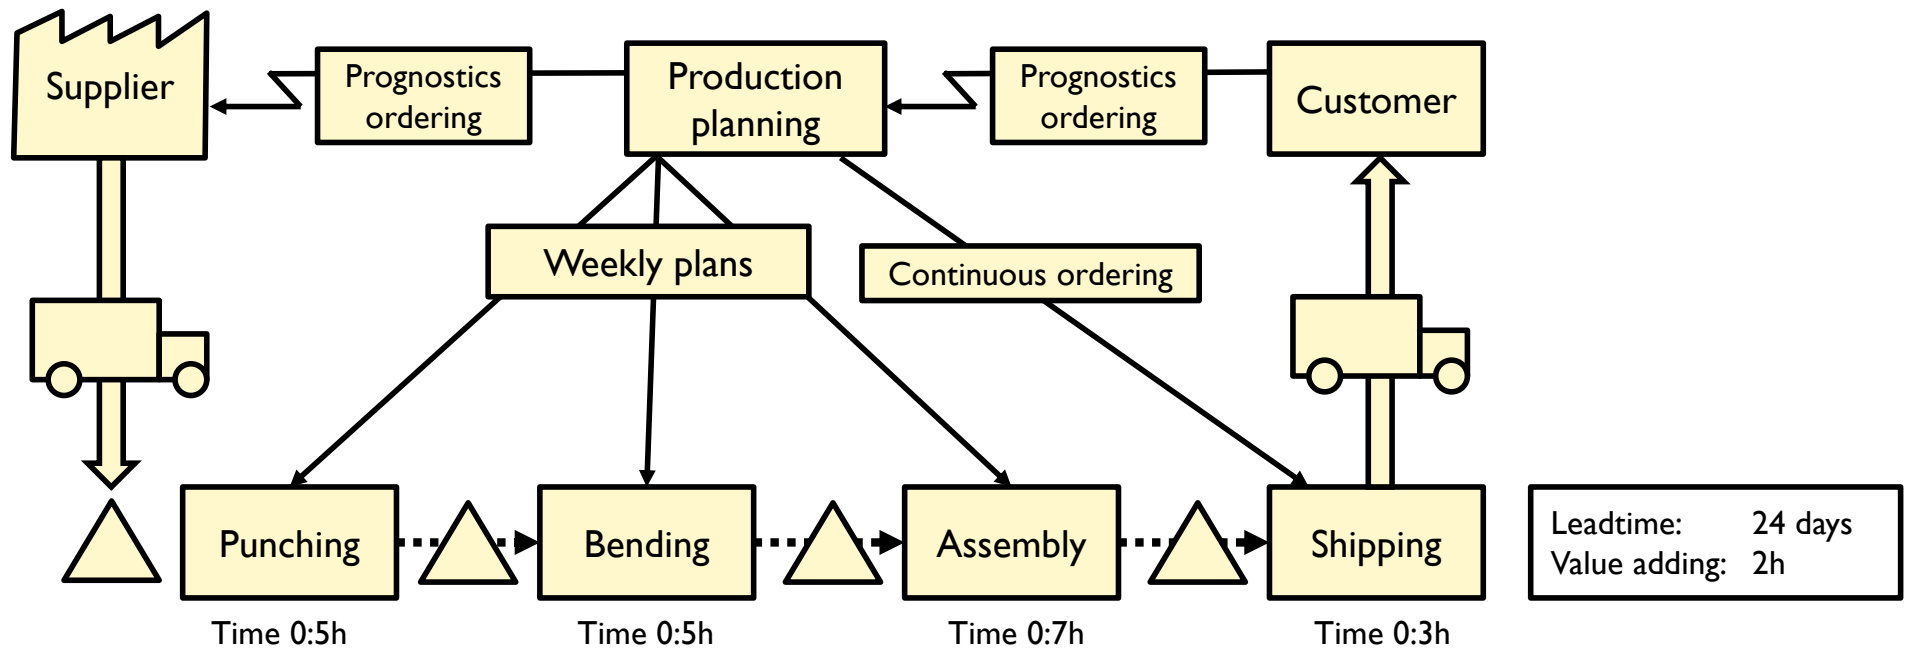 Supplier
Prognostics
ordering
Production
planning
Prognostics
ordering
Customer
Weekly plans
Continuous ordering
Punching
Bending
Assembly
Shipping
Leadtime: 24 days
Value adding: 2h
Time 0:5h
Time 0:5h
Time 0:7h
Time 0:3h